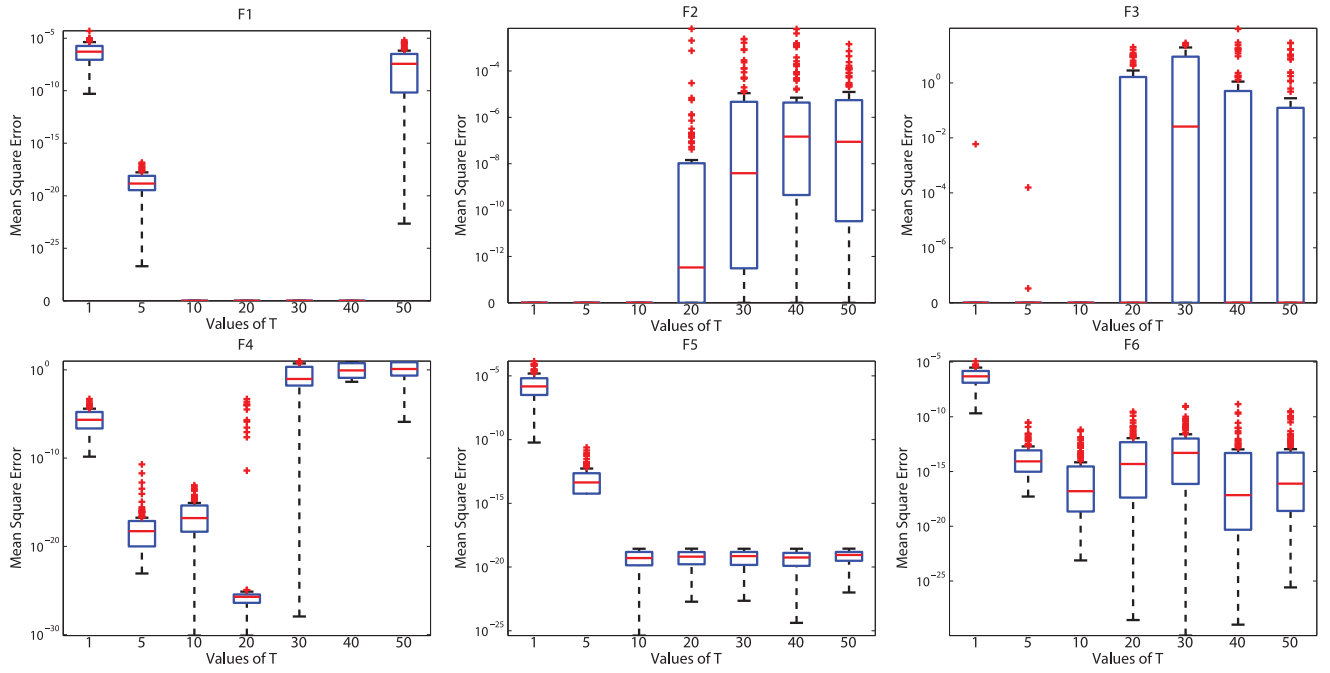 F1
F2
F3
Mean Square Error
10⁻⁵
10⁻¹⁰
10⁻¹⁵
10⁻²⁰
10⁻²⁵
0
1 5 10 20 30 40 50
Values of T
Mean Square Error
10⁻⁴
10⁻⁶
10⁻⁸
10⁻¹⁰
10⁻¹²
0
1 5 10 20 30 40 50
Values of T
Mean Square Error
10⁰
10⁻²
10⁻⁴
10⁻⁶
0
1 5 10 20 30 40 50
Values of T
F4
F5
F6
Mean Square Error
10⁰
10⁻¹⁰
10⁻²⁰
10⁻³⁰
1 5 10 20 30 40 50
Values of T
Mean Square Error
10⁻⁵
10⁻¹⁰
10⁻¹⁵
10⁻²⁰
10⁻²⁵
1 5 10 20 30 40 50
Values of T
Mean Square Error
10⁻⁵
10⁻¹⁰
10⁻¹⁵
10⁻²⁰
10⁻²⁵
1 5 10 20 30 40 50
Values of T